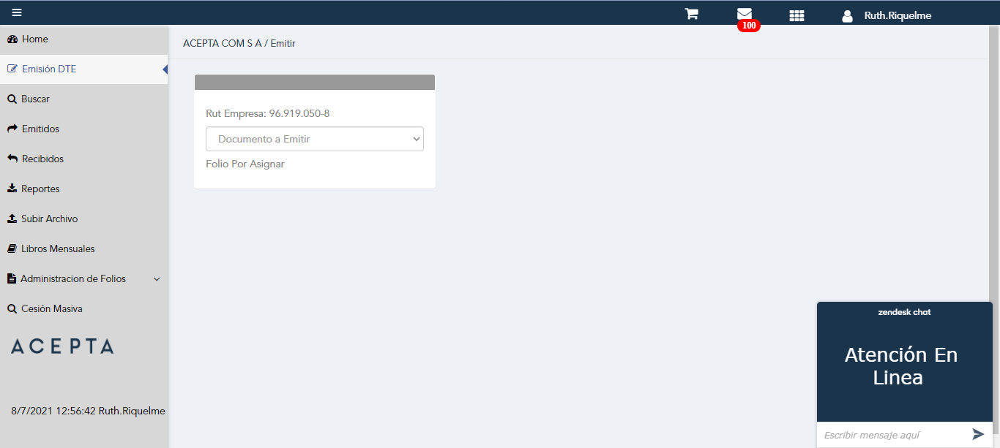 100
Ruth.Riquelme
Home
Emisión DTE
Buscar
Emitidos
Recibidos
Reportes
Subir Archivo
Libros Mensuales
Administracion de Folios
Cesión Masiva
ACEPTA
8/7/2021 12:56:42 Ruth.Riquelme
ACEPTA COM S A / Emitir
Rut Empresa: 96.919.050-8
Documento a Emitir
Folio Por Asignar
zendesk chat
Atención En
Linea
Escribir mensaje aquí